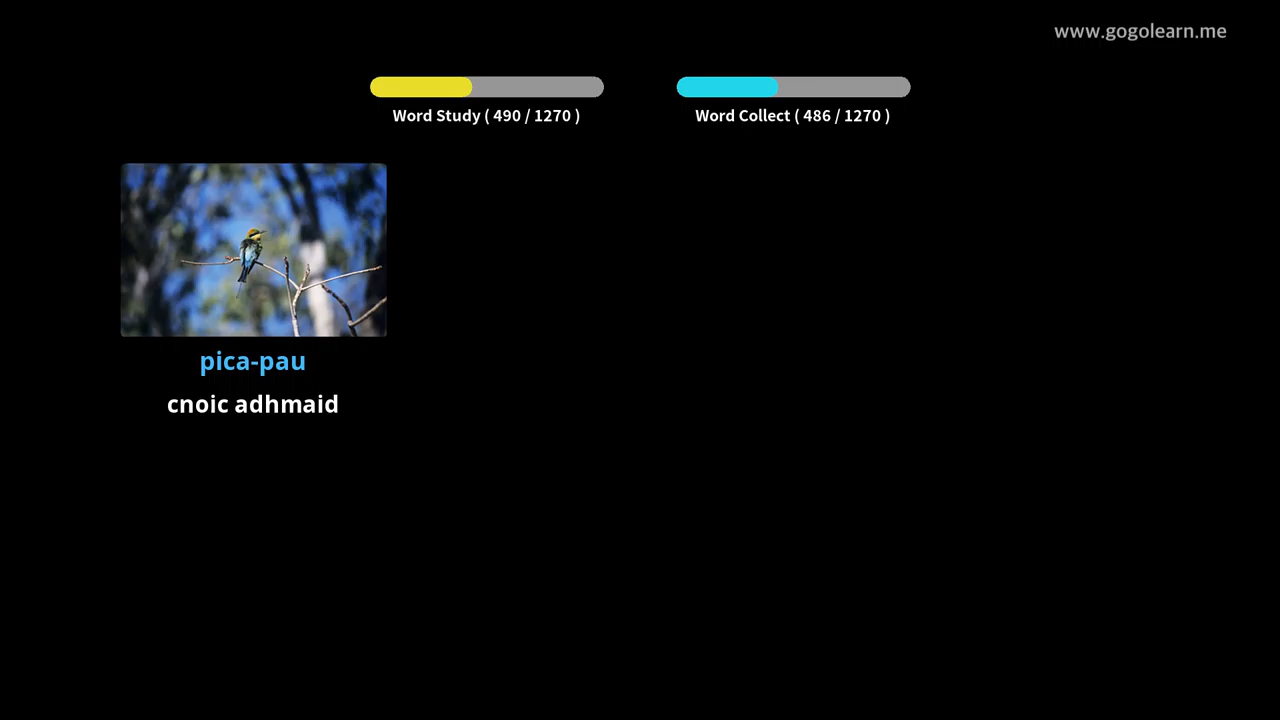 www.gogolearn.me
Word Study ( 490 / 1270 )
Word Collect ( 486 / 1270 )
pica-pau
cnoic adhmaid